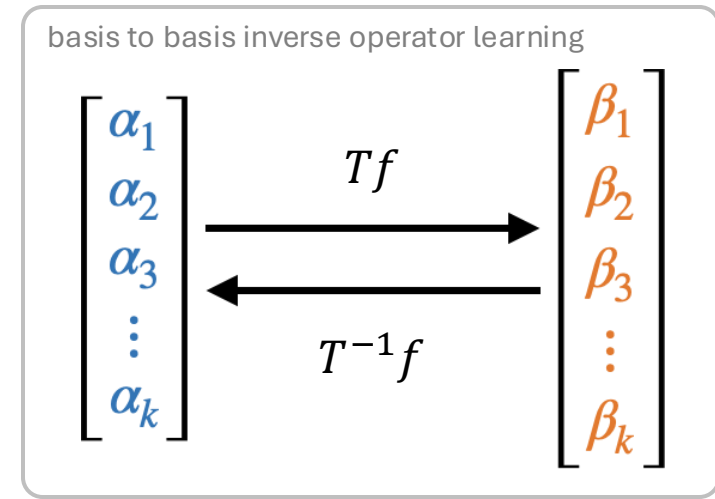 basis to basis inverse operator learning
α₁
α₂
α₃
⋮
αₖ
Tf
T⁻¹f
β₁
β₂
β₃
⋮
βₖ